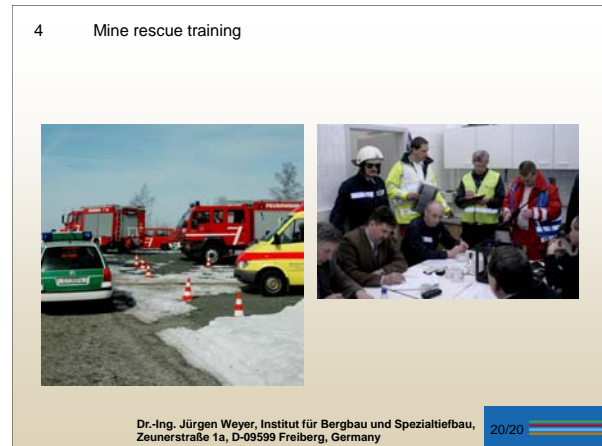 4 Mine rescue training
FEUERWEHR
Dr.-Ing. Jürgen Weyer, Institut für Bergbau und Spezialtiefbau,
Zeunerstraße 1a, D-09599 Freiberg, Germany
20/20